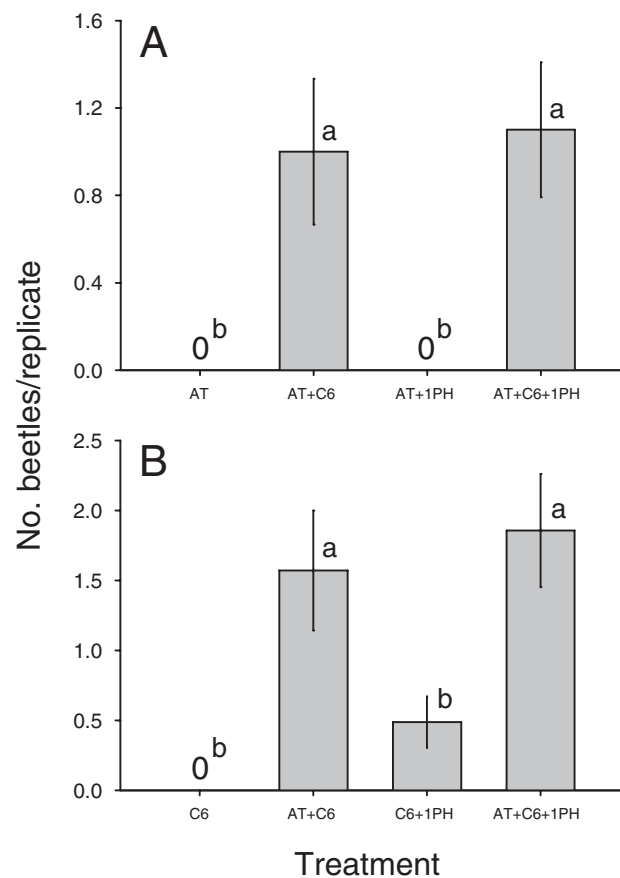 A
1.6
1.2
0.8
0.4
0.0
0b
a
0b
a
AT
AT+C6
AT+1PH
AT+C6+1PH
No. beetles/replicate
B
2.5
2.0
1.5
1.0
0.5
0.0
0b
a
b
a
C6
AT+C6
C6+1PH
AT+C6+1PH
Treatment